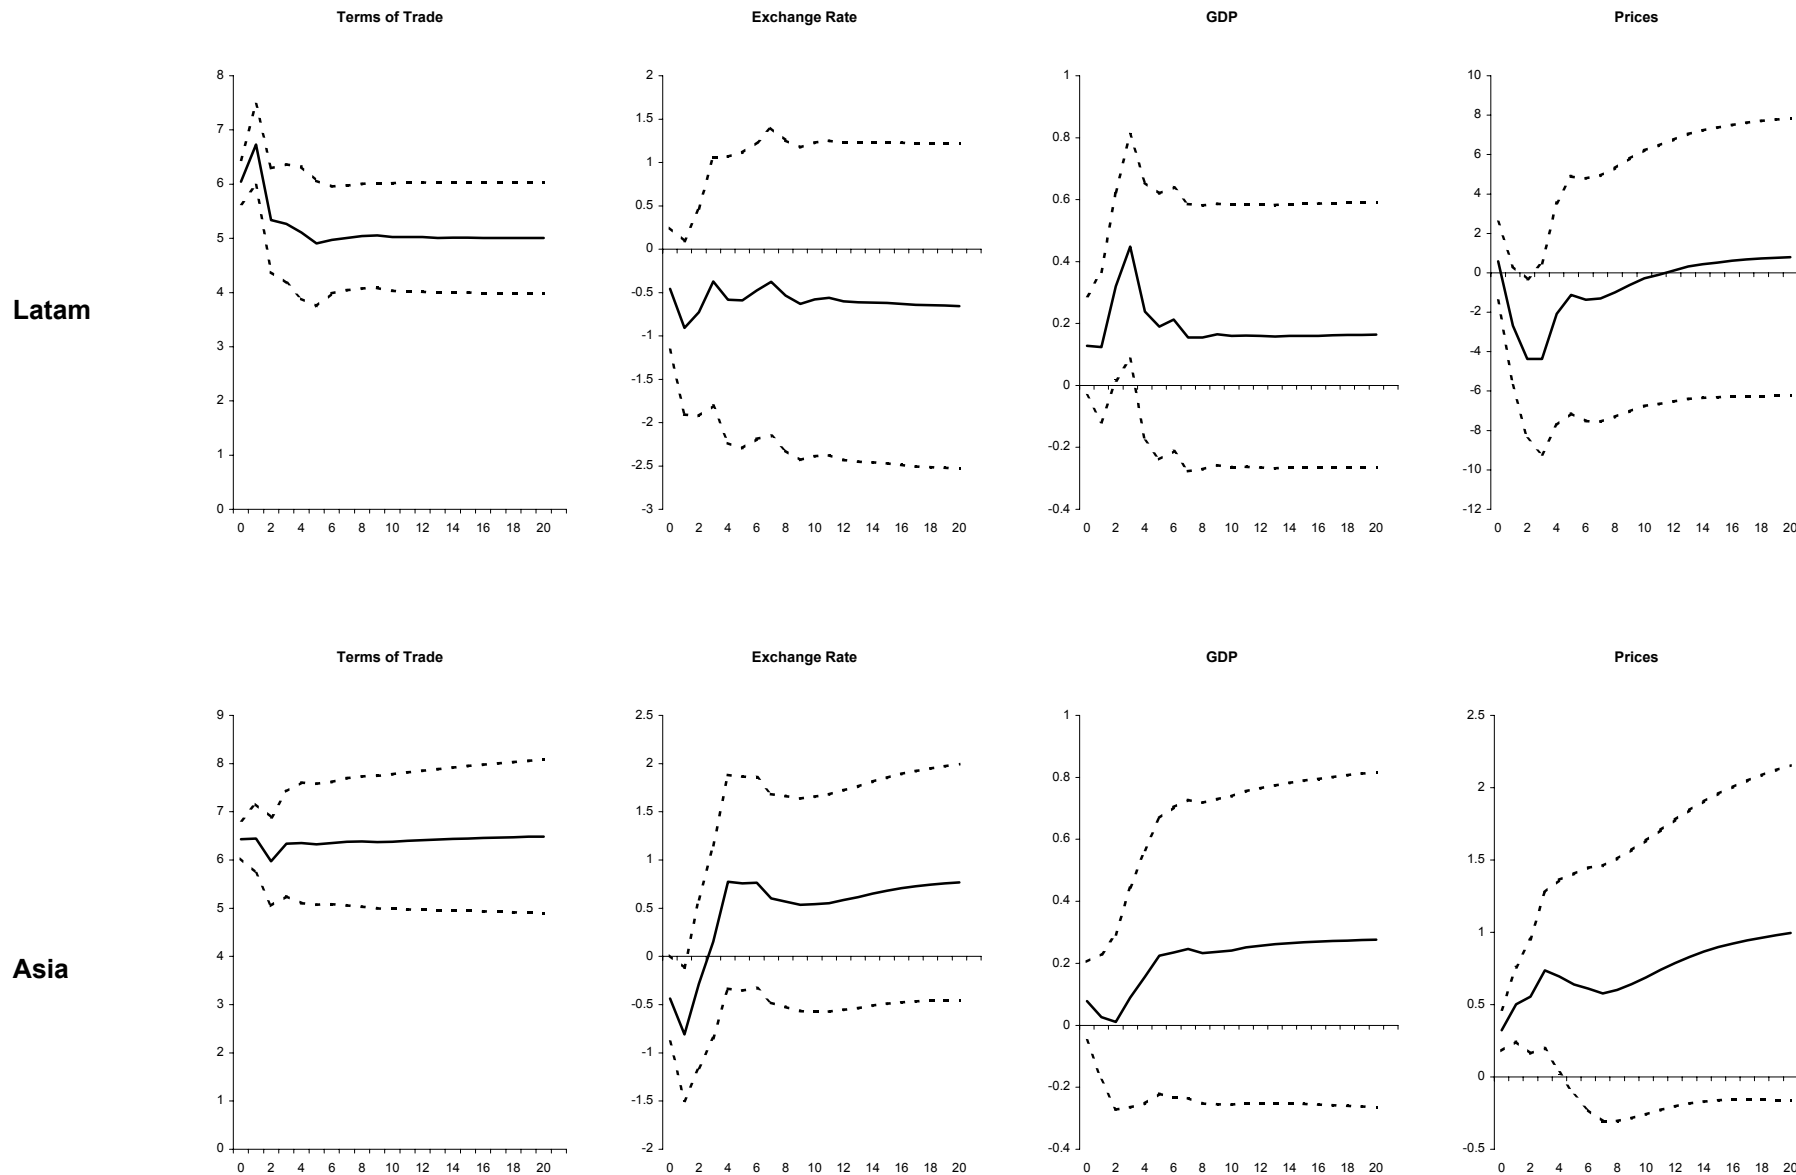 Terms of Trade Exchange Rate GDP Prices
8 2 1 10
7 1.5 0.8 8
6 1 0.6 6
5 0.5 0.4 4
4 0 0.2 2
3 -0.5 0 0
2 -1 -0.2 -2
1 -1.5 -0.4 -4
0 -2 -6
-2.5 -8
-3 -10
-12
Latam
0 2 4 6 8 10 12 14 16 18 20 0 2 4 6 8 10 12 14 16 18 20 0 2 4 6 8 10 12 14 16 18 20 0 2 4 6 8 10 12 14 16 18 20
Terms of Trade Exchange Rate GDP Prices
9 2.5 1 2.5
8 2 0.8 2
7 1.5 0.6 1.5
6 1 0.4 1
5 0.5 0.2 0.5
4 0 0 0
3 -0.5 -0.2 -0.5
2 -1 -0.4
1 -1.5
0 -2
Asia
0 2 4 6 8 10 12 14 16 18 20 0 2 4 6 8 10 12 14 16 18 20 0 2 4 6 8 10 12 14 16 18 20 0 2 4 6 8 10 12 14 16 18 20